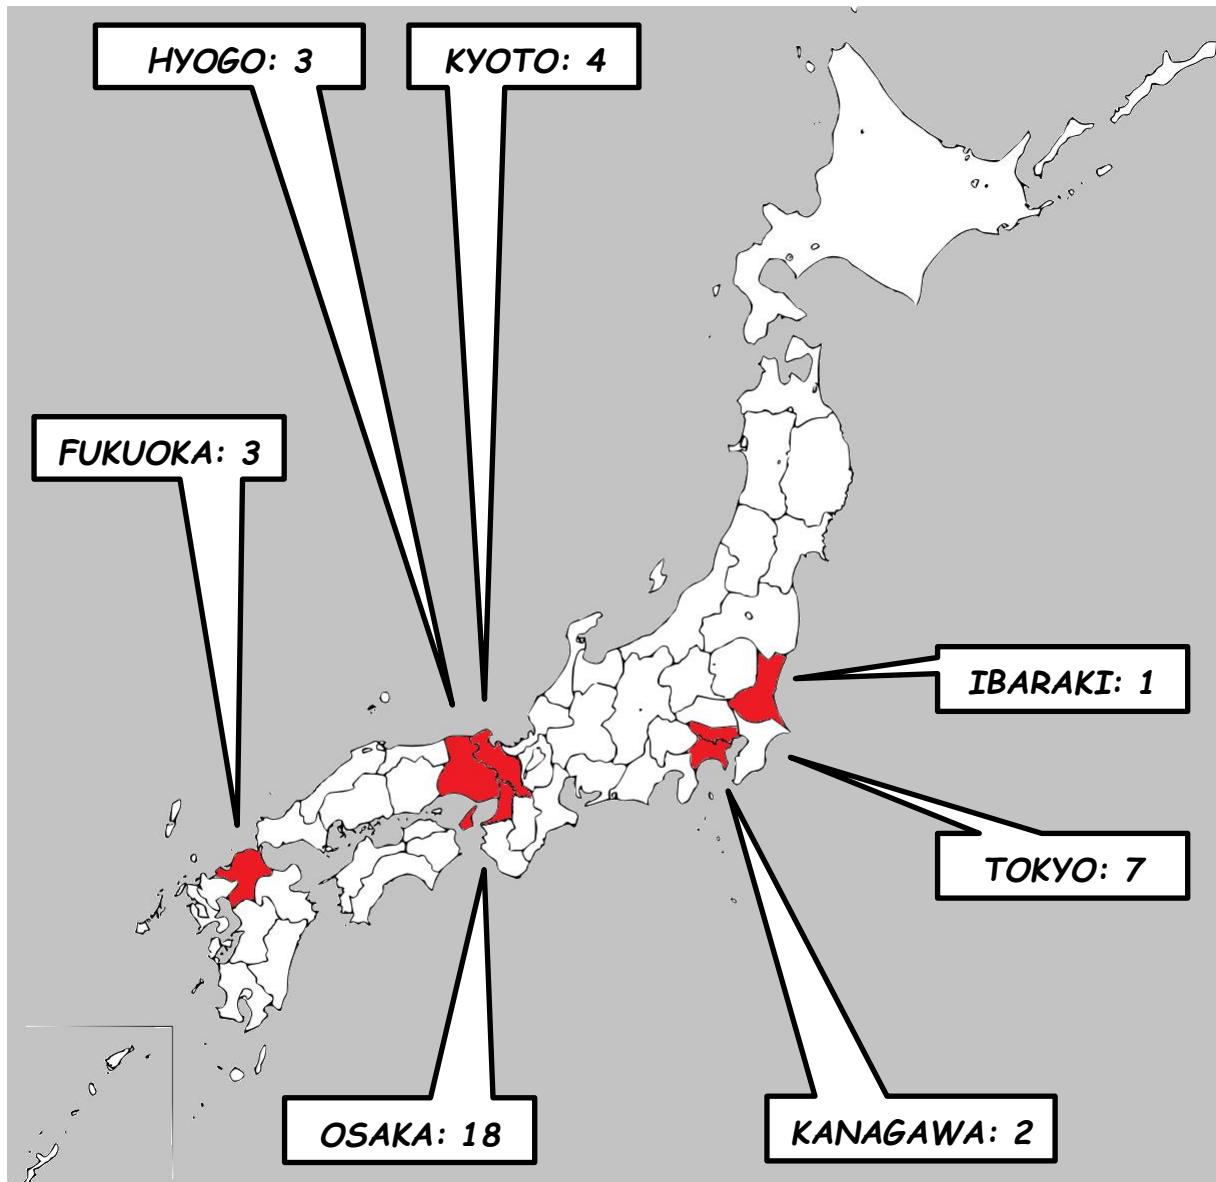 HYOGO: 3
KYOTO: 4
FUKUOKA: 3
IBARAKI: 1
TOKYO: 7
OSAKA: 18
KANAGAWA: 2